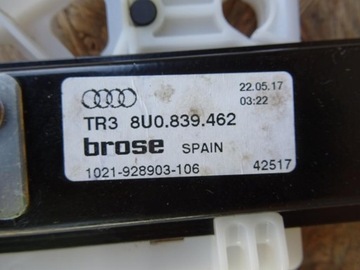 22.05.17
03:22
TR3 8U0.839.462
brose SPAIN
1021-928903-106 42517